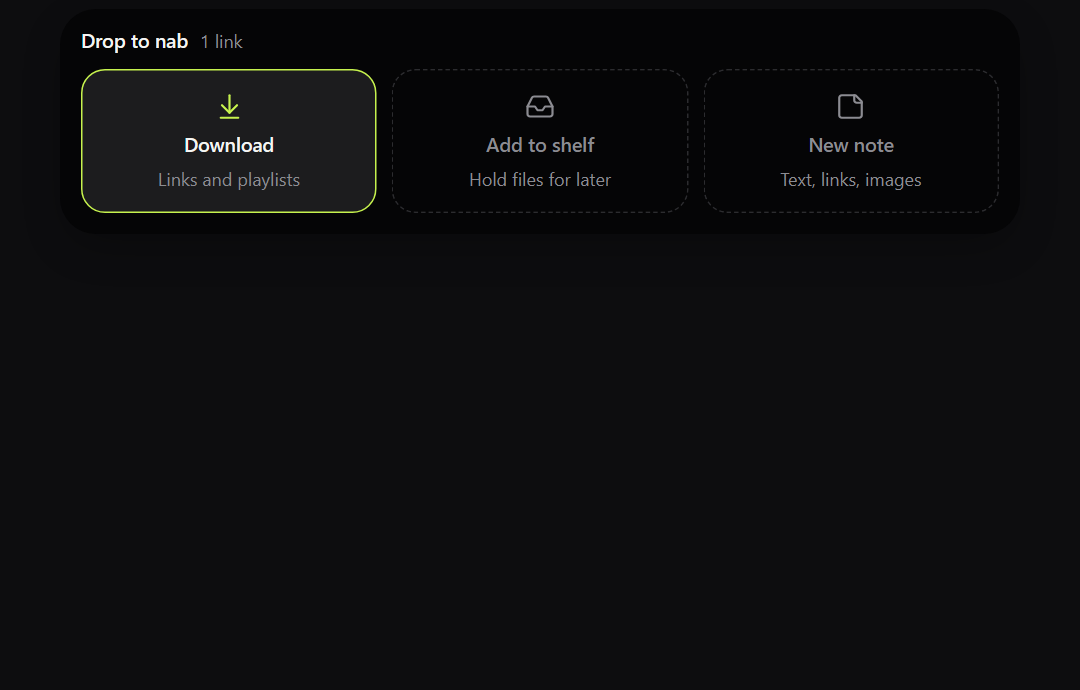 Drop to nab 1 link
Download
Links and playlists
Add to shelf
Hold files for later
New note
Text, links, images